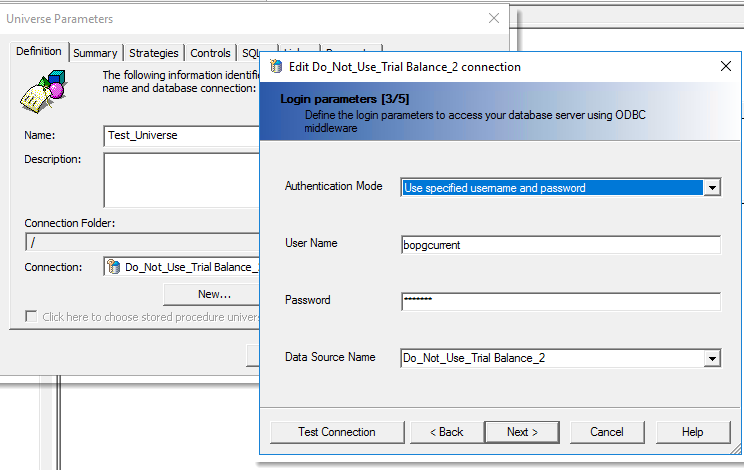 Universe Parameters
Definition
Summary
Strategies
Controls
The following information identifi
name and database connection:
Name:
Test_Universe
Description:
Connection Folder:
/
Connection:
Do_Not_Use_Trial Balance_
New...
Click here to choose stored procedure univers
Edit Do_Not_Use_Trial Balance_2 connection
Login parameters [3/5]
Define the login parameters to access your database server using ODBC
middleware
Authentication Mode
Use specified username and password
User Name
bopgcurrent
Password
*******
Data Source Name
Do_Not_Use_Trial Balance_2
Test Connection
< Back
Next >
Cancel
Help